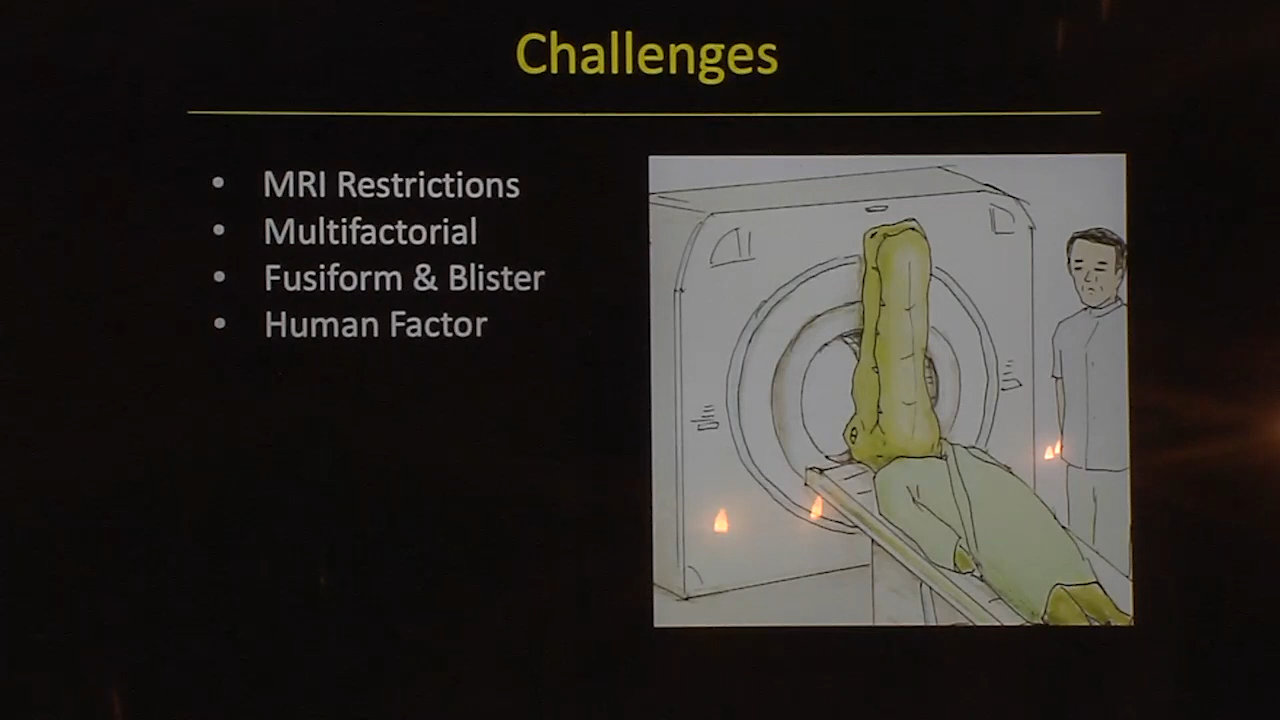 Challenges
• MRI Restrictions
• Multifactorial
• Fusiform & Blister
• Human Factor